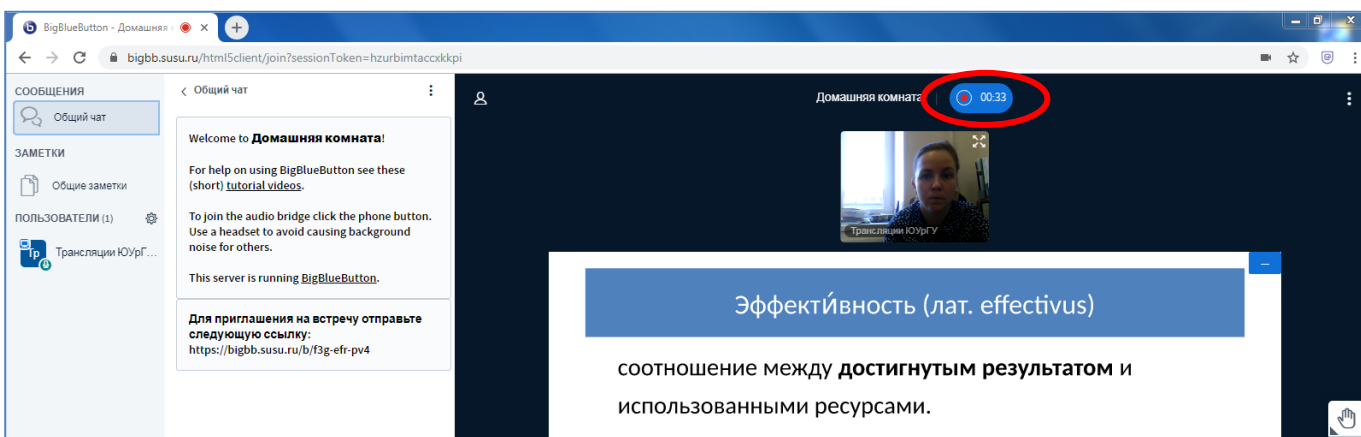 BigBlueButton - Домашняя
bigbb.susu.ru/html5client/join?sessionToken=hzurbimtaccxkkpi
СООБЩЕНИЯ
Общий чат
ЗАМЕТКИ
Общие заметки
ПОЛЬЗОВАТЕЛИ (1)
Тр
Трансляции ЮУрГ...
Общий чат
Welcome to Домашняя комната!
For help on using BigBlueButton see these
(short) tutorial videos.
To join the audio bridge click the phone button.
Use a headset to avoid causing background
noise for others.
This server is running BigBlueButton.
Для приглашения на встречу отправьте
следующую ссылку:
https://bigbb.susu.ru/b/f3g-efr-pv4
Домашняя комната
00:33
Трансляции ЮУрГУ
ЭффектИ́вность (лат. effectivus)
соотношение между достигнутым результатом и
использованными ресурсами.